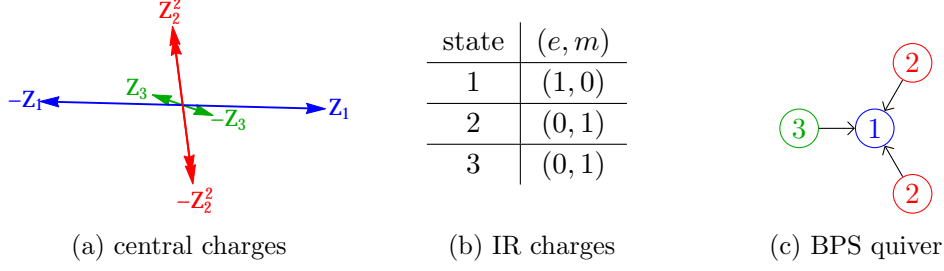 Z₂²
Z₃
−Z₁
Z₁
−Z₃
−Z₂²
(a) central charges
state (e, m)
1 (1, 0)
2 (0, 1)
3 (0, 1)
(b) IR charges
2
3
1
2
(c) BPS quiver